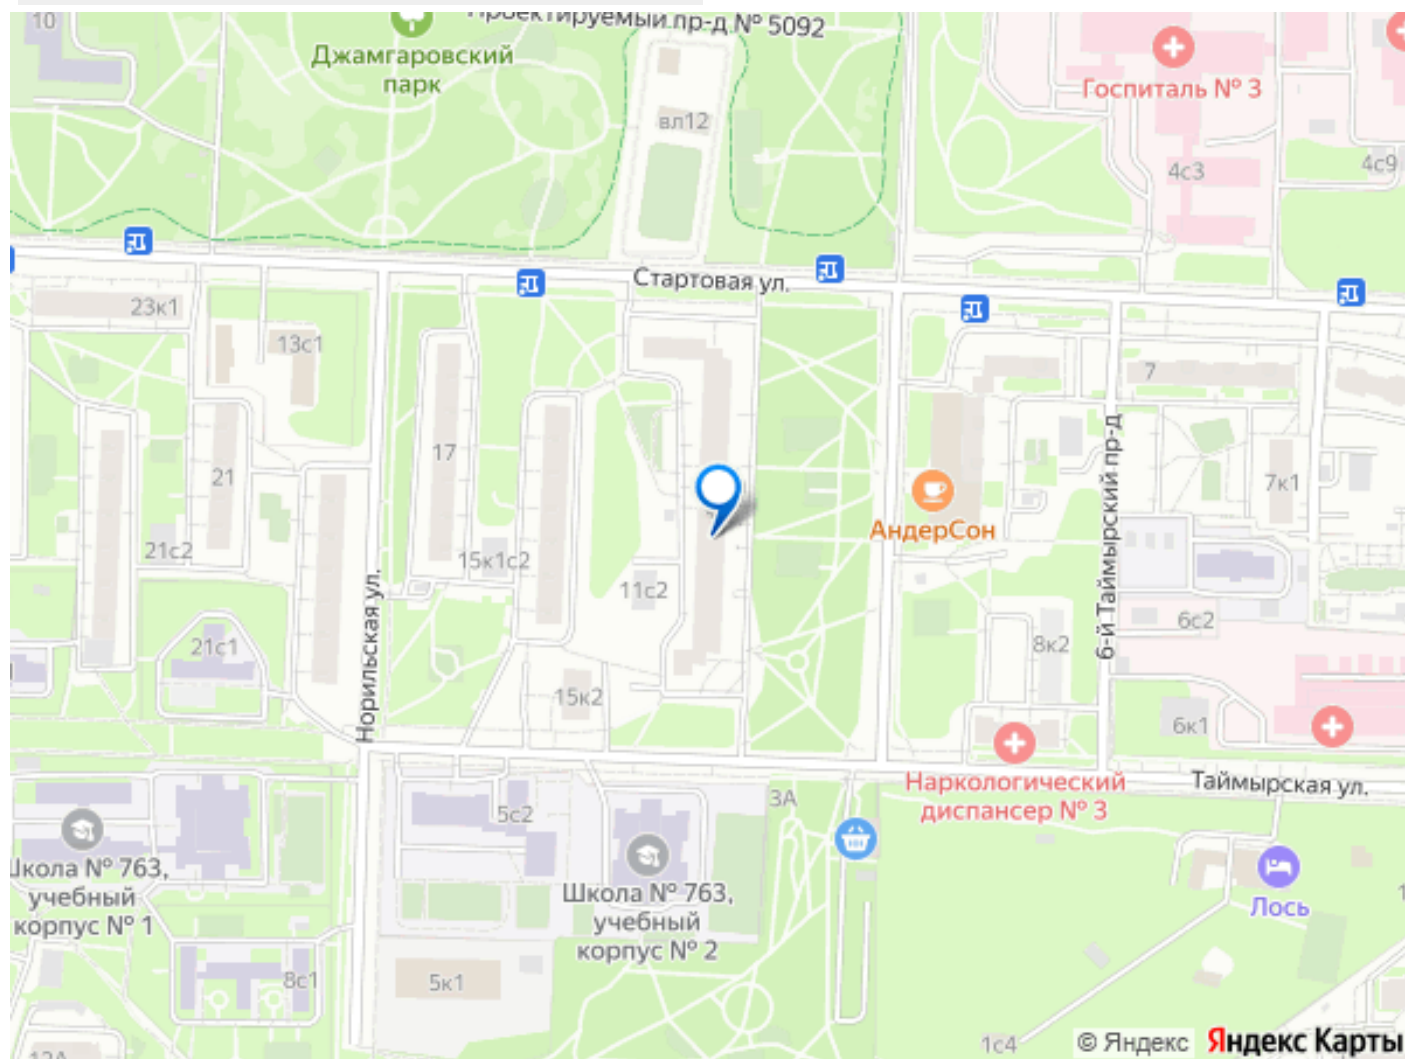 10
Проектируемый пр-д № 5092
Джамгаровский
парк
Госпиталь № 3
вл12
4с3
4с9
Стартовая ул.
23к1
13с1
7
17
21
7к1
6-й Таймырский пр-д
АндерСон
21с2
15к1с2
11с2
Норильская ул.
6с2
21с1
8к2
15к2
6к1
Наркологический
диспансер № 3
Таймырская ул.
3А
5с2
Школа № 763,
учебный
корпус № 1
Школа № 763,
учебный
корпус № 2
Лось
8с1
5к1
1с4
12А
© Яндекс Яндекс Карты